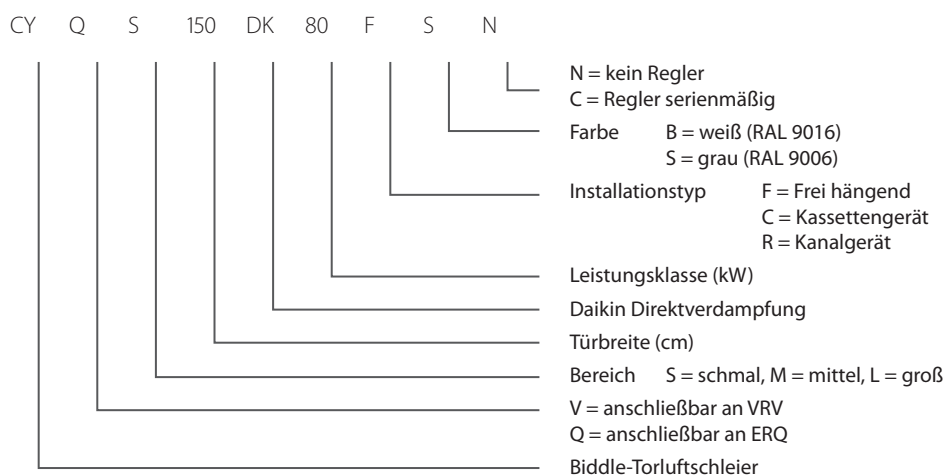 CY Q S 150 DK 80 F S N
N = kein Regler
C = Regler serienmäßig
Farbe B = weiß (RAL 9016)
S = grau (RAL 9006)
Installationstyp F = Frei hängend
C = Kassettengerät
R = Kanalgerät
Leistungsklasse (kW)
Daikin Direktverdampfung
Türbreite (cm)
Bereich S = schmal, M = mittel, L = groß
V = anschließbar an VRV
Q = anschließbar an ERQ
Biddle-Torluftschleier